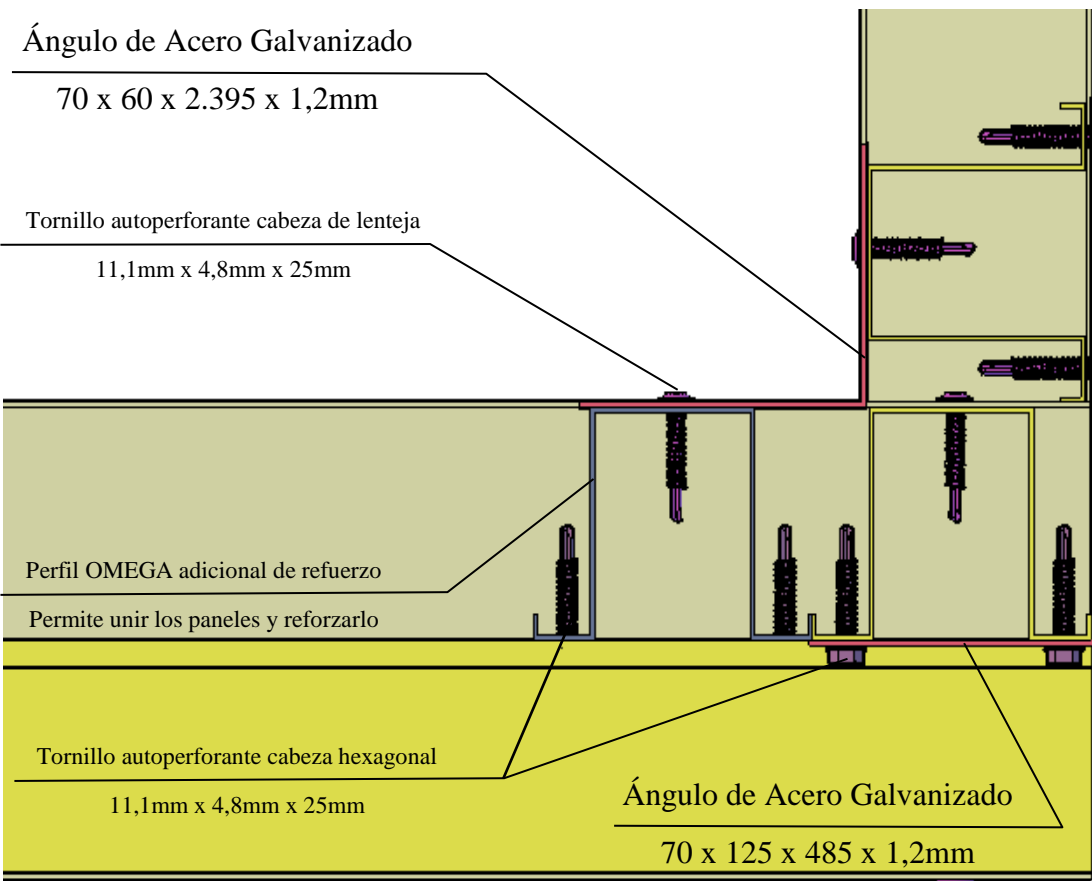 Ángulo de Acero Galvanizado
70 x 60 x 2.395 x 1,2mm
Tornillo autoperforante cabeza de lenteja
11,1mm x 4,8mm x 25mm
Perfil OMEGA adicional de refuerzo
Permite unir los paneles y reforzarlo
Tornillo autoperforante cabeza hexagonal
11,1mm x 4,8mm x 25mm
Ángulo de Acero Galvanizado
70 x 125 x 485 x 1,2mm